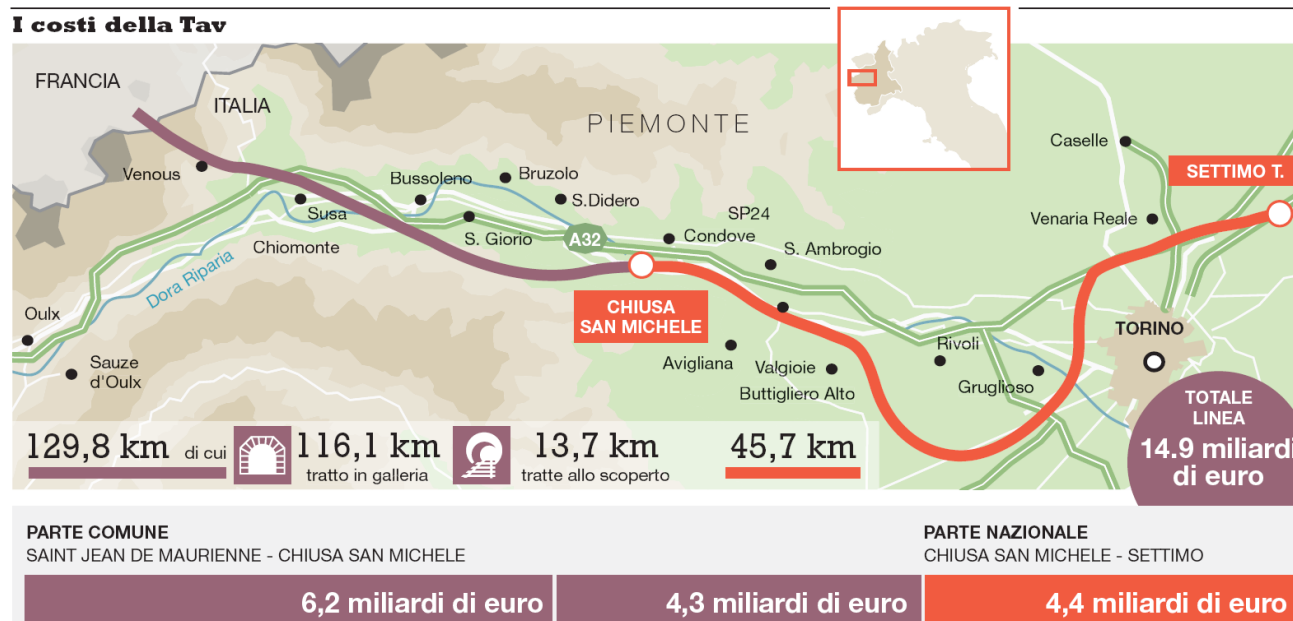 I costi della Tav
FRANCIA
ITALIA
PIEMONTE
Caselle
SETTIMO T.
Venous
Bussoleno
Bruzolo
S.Didero
Susa
SP24
Venaria Reale
S. Giorio
A32
Condove
S. Ambrogio
Chiomonte
Dora Riparia
CHIUSA
SAN MICHELE
Oulx
TORINO
Rivoli
Sauze
d'Oulx
Avigliana
Valgioie
Gruglioso
Buttigliero Alto
TOTALE
LINEA
14.9 miliardi
di euro
129,8 km di cui
116,1 km
tratto in galleria
13,7 km
tratte allo scoperto
45,7 km
PARTE COMUNE
SAINT JEAN DE MAURIENNE - CHIUSA SAN MICHELE
PARTE NAZIONALE
CHIUSA SAN MICHELE - SETTIMO
6,2 miliardi di euro
4,3 miliardi di euro
4,4 miliardi di euro